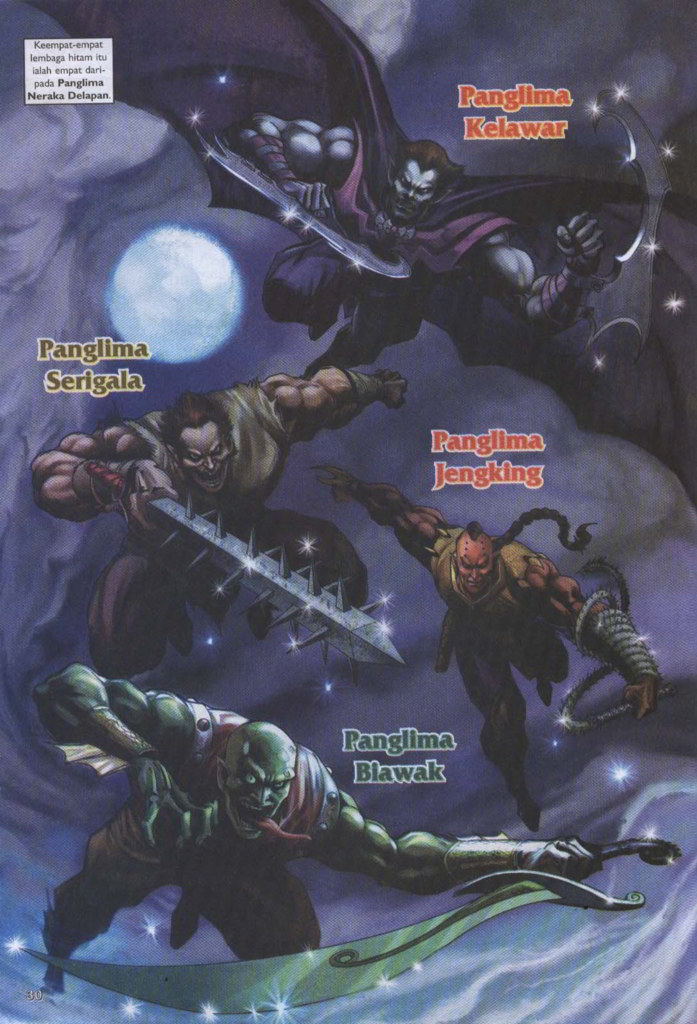 Keempat-empat
lembaga hitam itu
ialah empat dari-
pada Panglima
Neraka Delapan.
Panglima
Kelawar
Panglima
Serigala
Panglima
Jengking
Panglima
Biawak
30